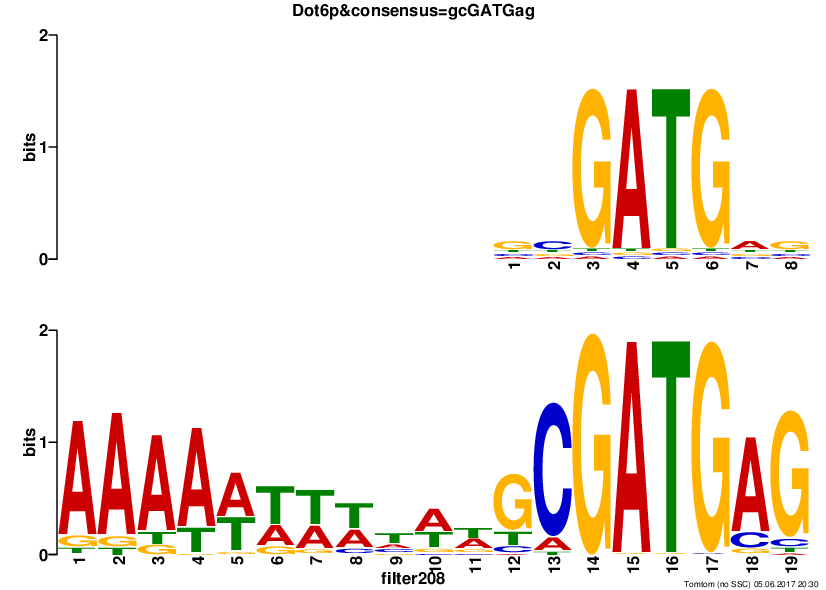 Dot6p&consensus=gcGATGag
2
bits
1
0
G C G A T G A G
1 2 3 4 5 6 7 8
2
bits
1
0
A A A A A T T T T A T G C G A T G A G
1 2 3 4 5 6 7 8 9 10 11 12 13 14 15 16 17 18 19
filter208
Tomtom (no SSC) 05.06.2017 20:30